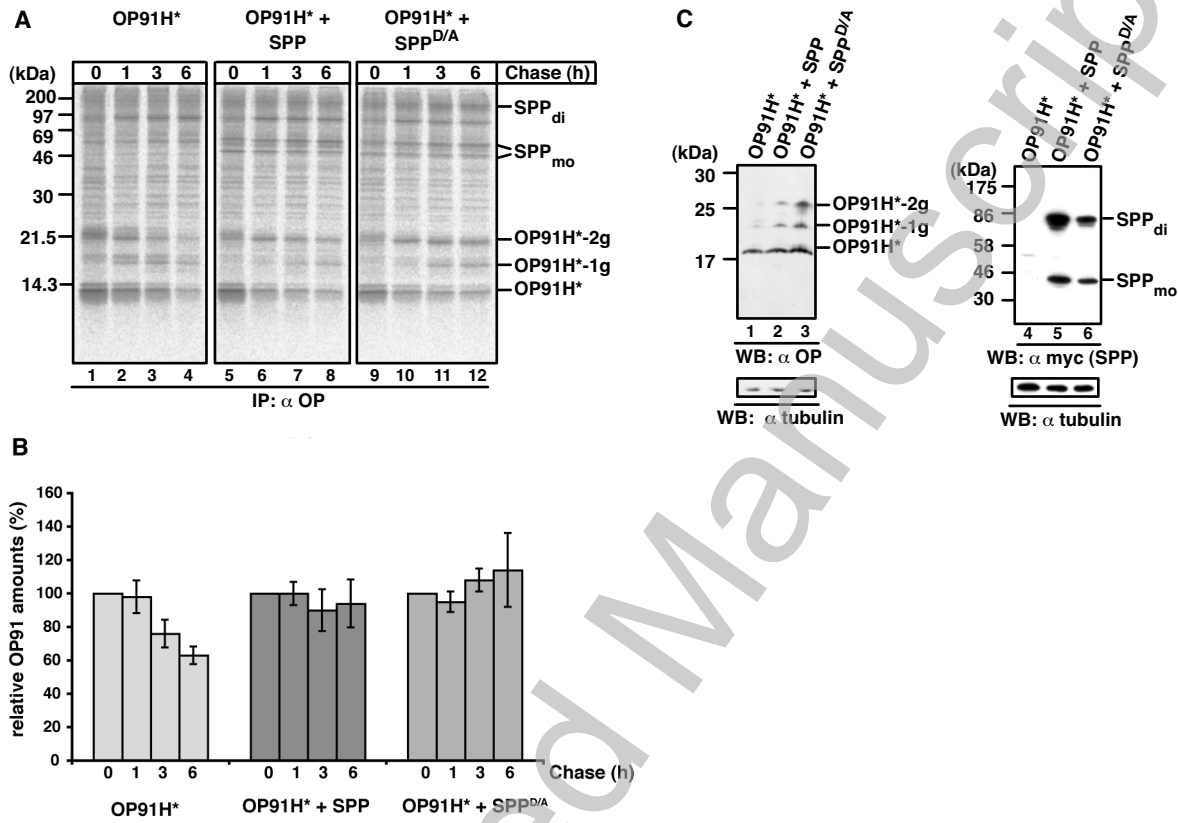 A
OP91H*
OP91H* +
SPP
OP91H* +
SPP^D/A
(kDa)
0 1 3 6
0 1 3 6
0 1 3 6
Chase (h)
200
97
69
46
30
21.5
14.3
SPP_di
SPP_mo
OP91H*-2g
OP91H*-1g
OP91H*
1 2 3 4
5 6 7 8
9 10 11 12
IP: α OP
B
relative OP91 amounts (%)
160
140
120
100
80
60
40
20
0
0 1 3 6
0 1 3 6
0 1 3 6
Chase (h)
OP91H*
OP91H* + SPP
OP91H* + SPP^D/A
C
OP91H*
OP91H* + SPP
OP91H* + SPP^D/A
(kDa)
30
25
17
OP91H*-2g
OP91H*-1g
OP91H*
1 2 3
WB: α OP
WB: α tubulin
OP91H*
OP91H* + SPP
OP91H* + SPP^D/A
(kDa)
175
86
58
46
30
SPP_di
SPP_mo
4 5 6
WB: α myc (SPP)
WB: α tubulin
d Manuscrip